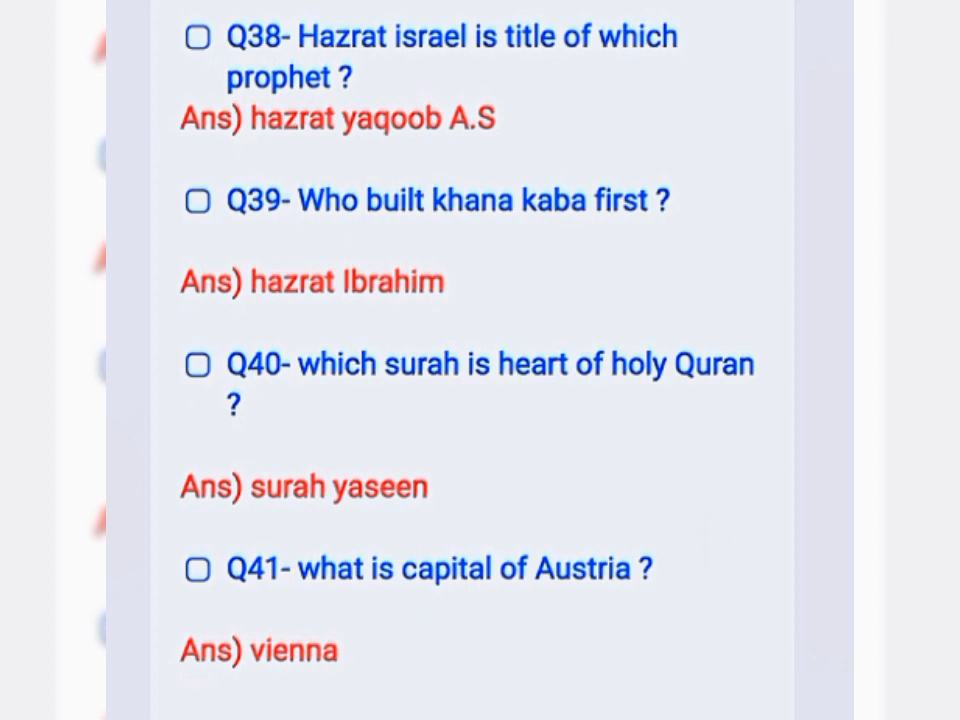 Q38- Hazrat israel is title of which
prophet ?
Ans) hazrat yaqoob A.S
Q39- Who built khana kaba first ?
Ans) hazrat Ibrahim
Q40- which surah is heart of holy Quran
?
Ans) surah yaseen
Q41- what is capital of Austria ?
Ans) vienna